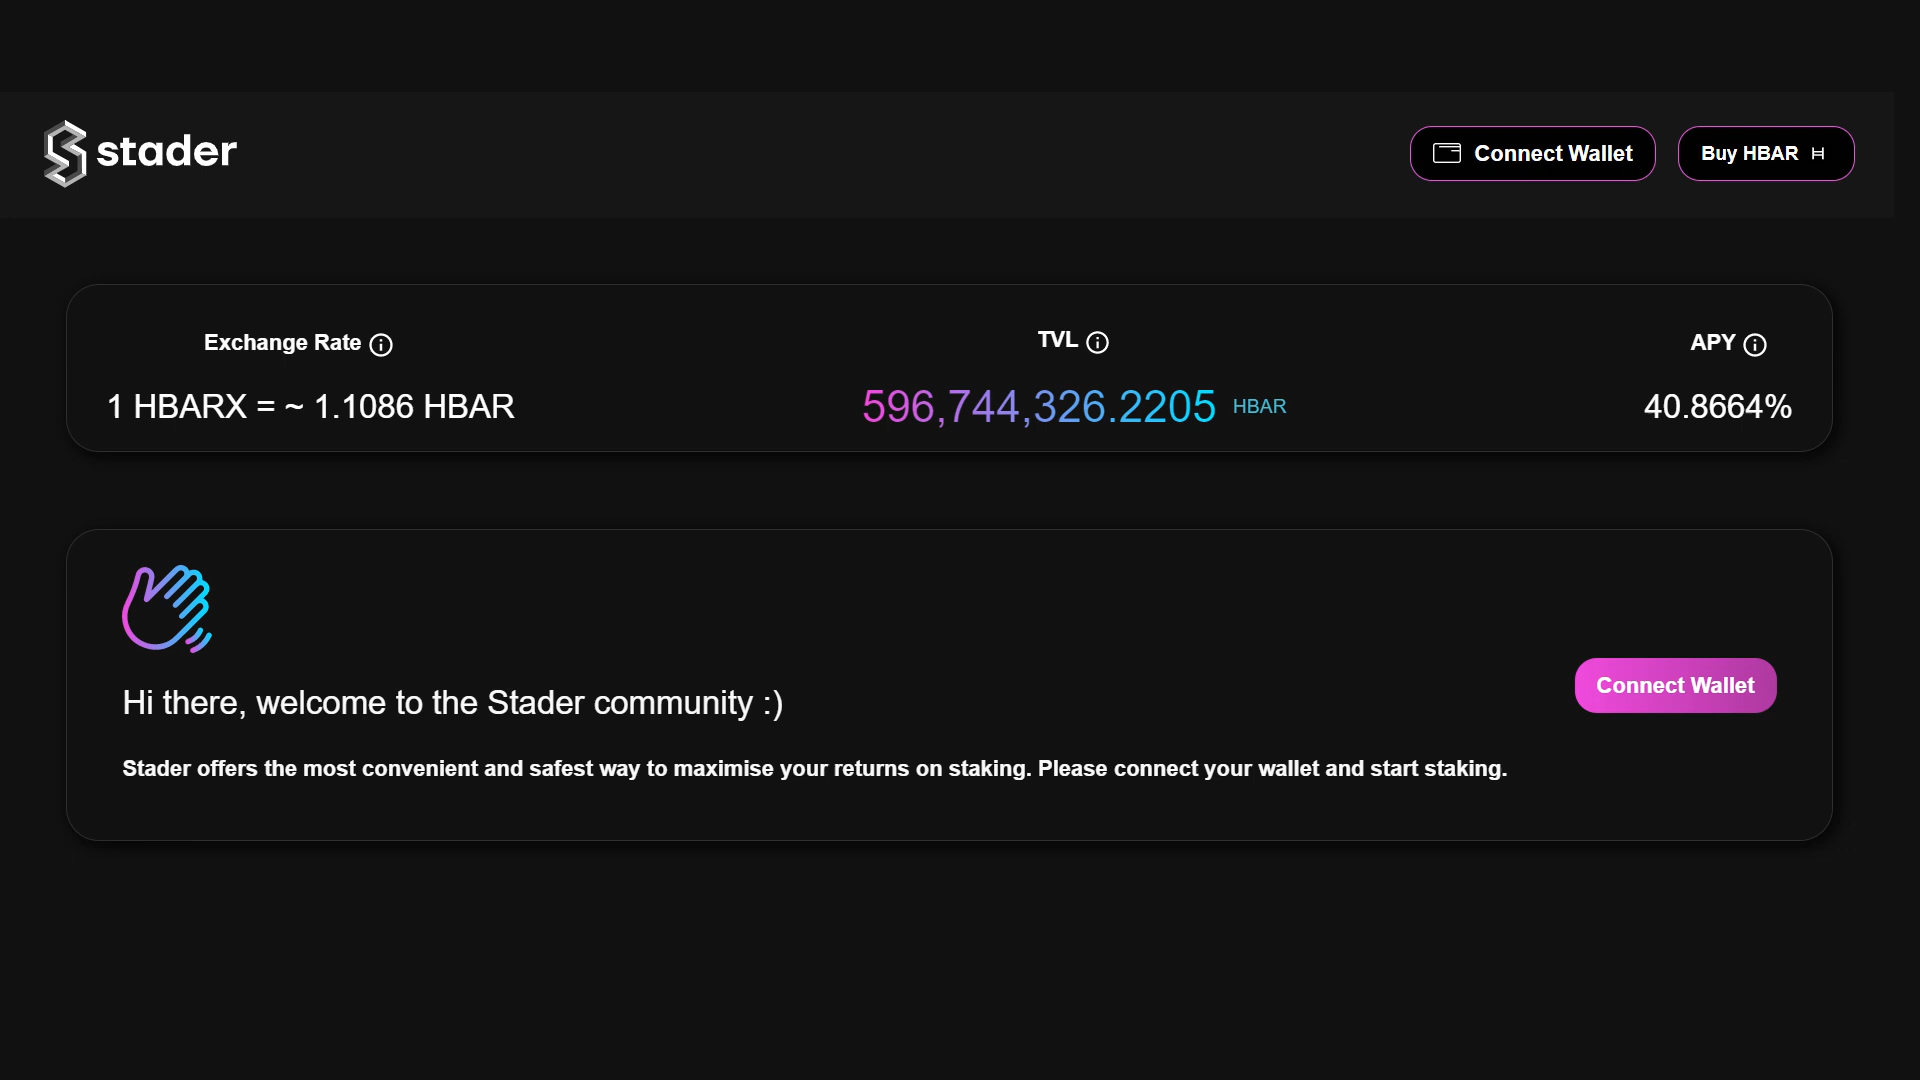 stader
Connect Wallet
Buy HBAR
Exchange Rate
TVL
APY
1 HBARX = ~ 1.1086 HBAR
596,744,326.2205 HBAR
40.8664%
Hi there, welcome to the Stader community :)
Connect Wallet
Stader offers the most convenient and safest way to maximise your returns on staking. Please connect your wallet and start staking.